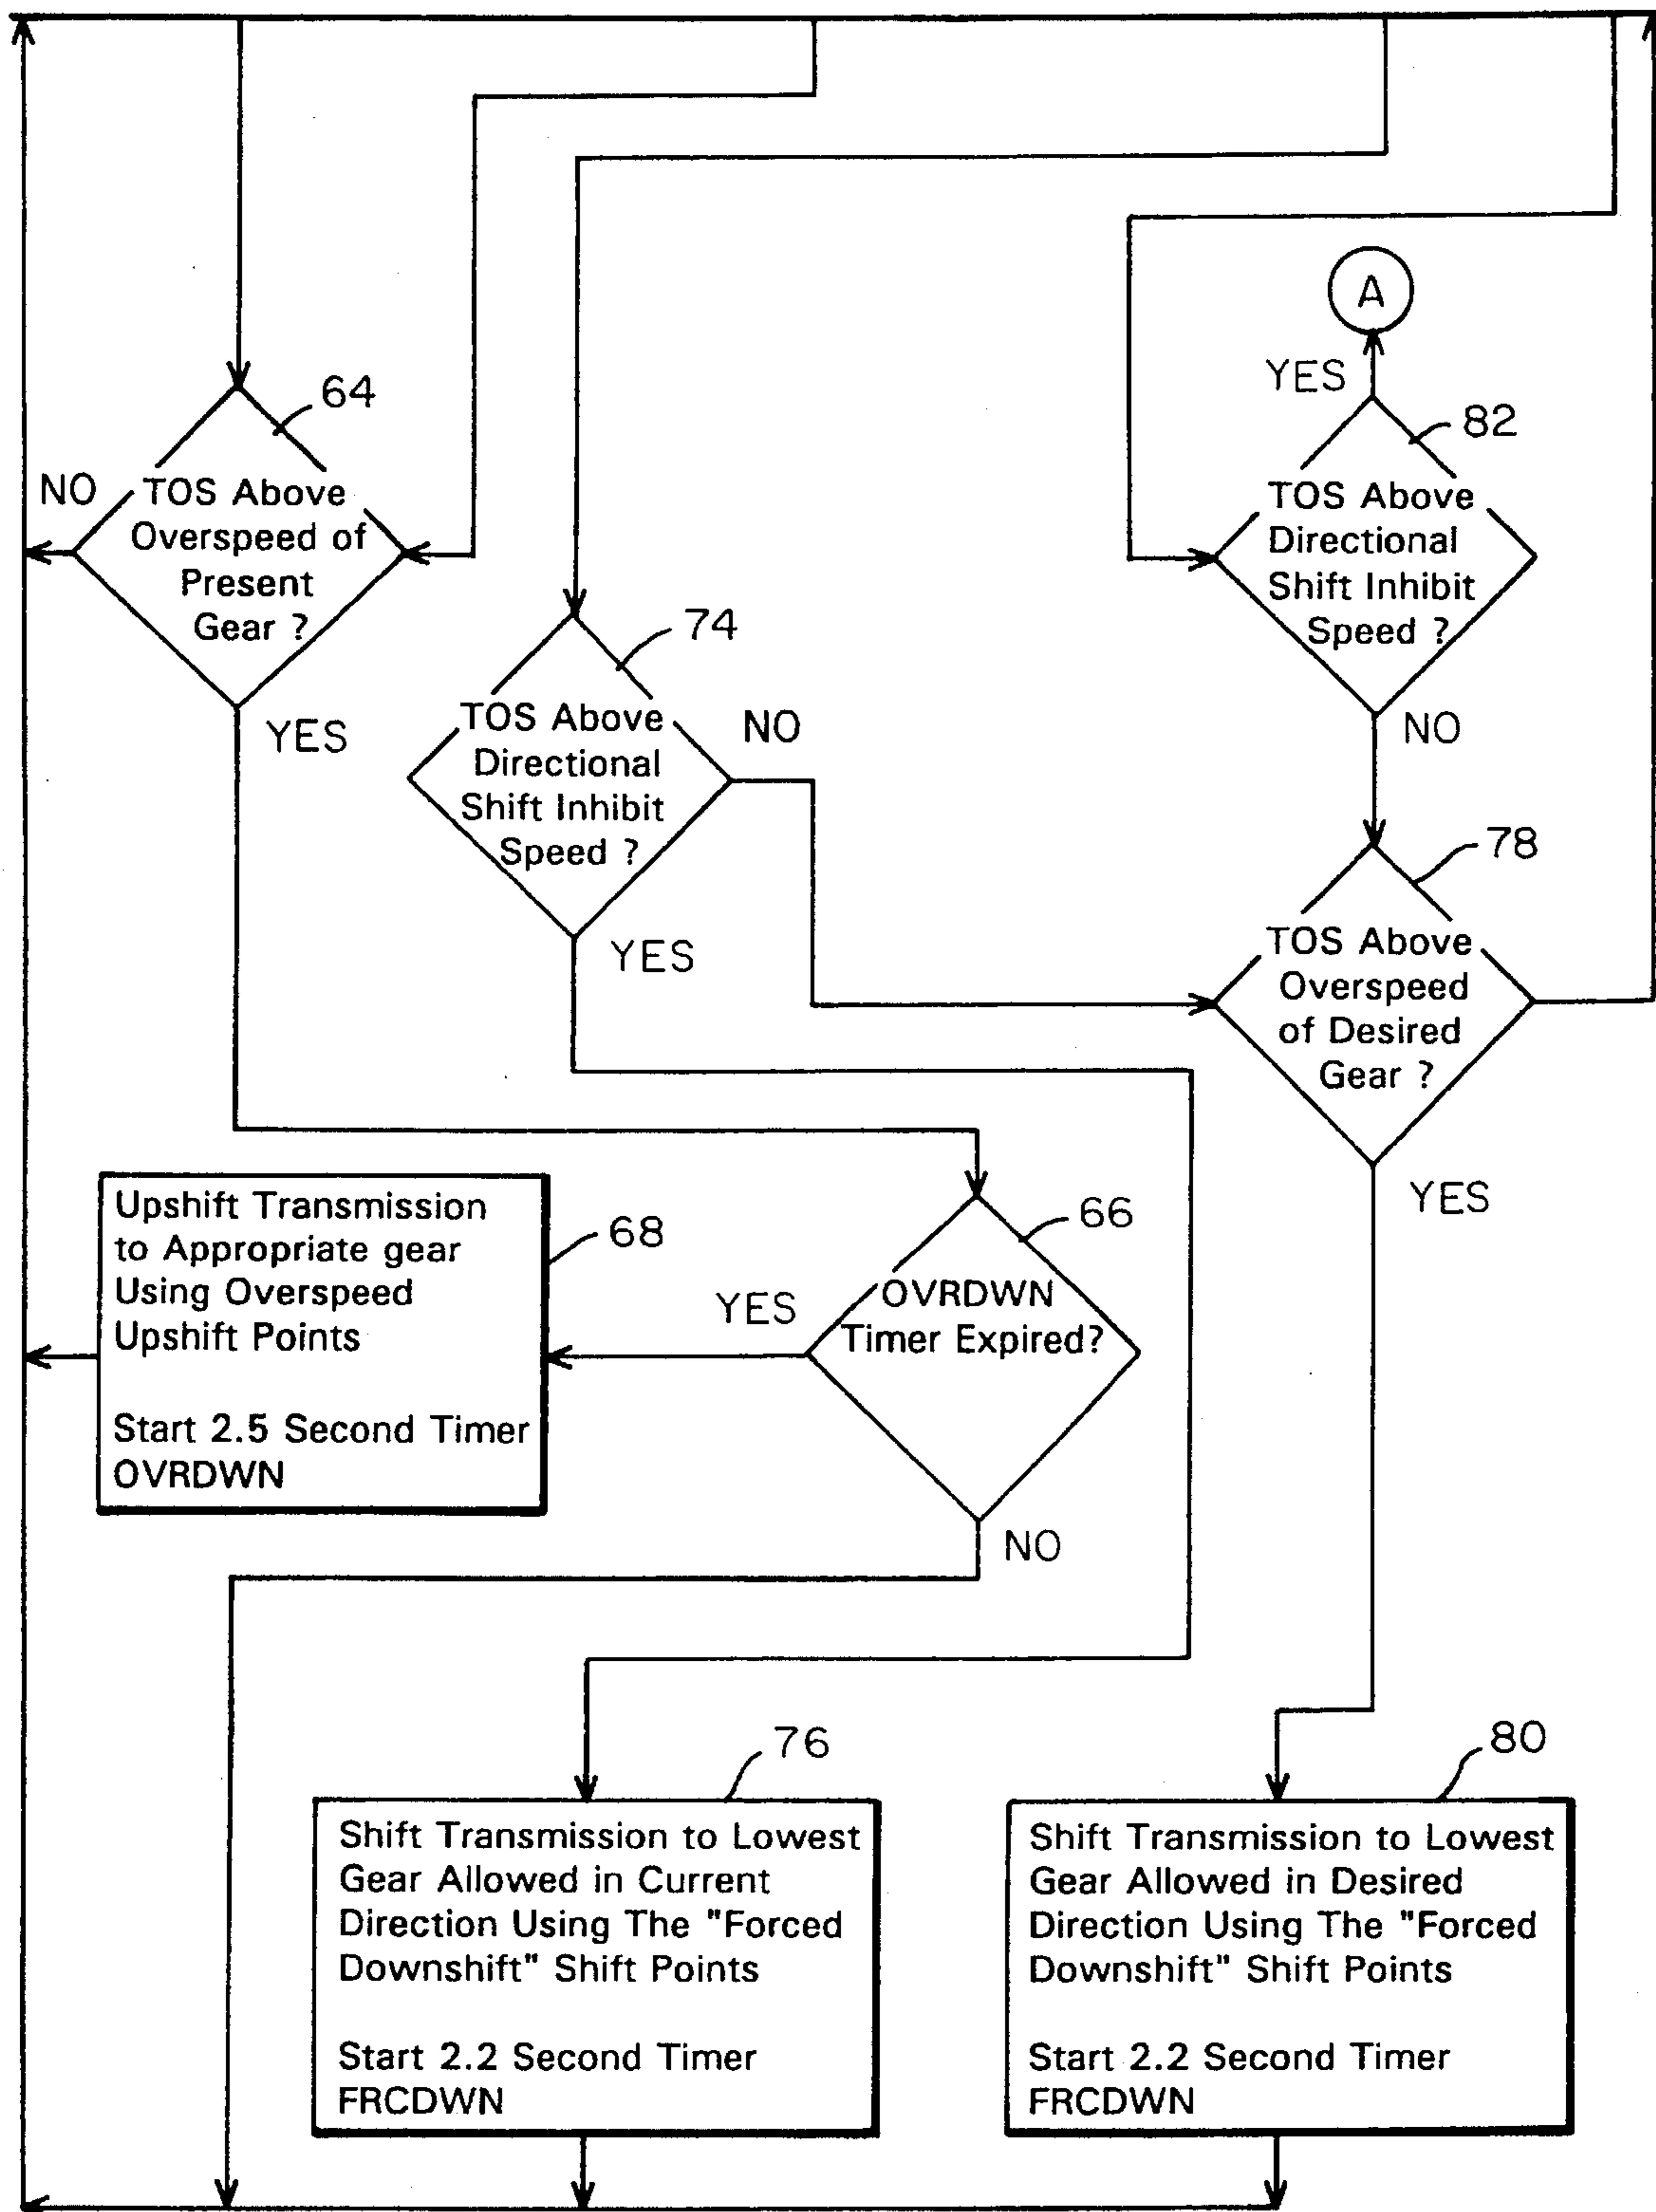 A
YES
64
82
NO
TOS Above
Overspeed of
Present
Gear ?
TOS Above
Directional
Shift Inhibit
Speed ?
74
YES
TOS Above
Directional
Shift Inhibit
Speed ?
NO
NO
78
YES
TOS Above
Overspeed
of Desired
Gear ?
YES
Upshift Transmission
to Appropriate gear
Using Overspeed
Upshift Points
Start 2.5 Second Timer
OVRDWN
68
66
YES
OVRDWN
Timer Expired?
NO
76
80
Shift Transmission to Lowest
Gear Allowed in Current
Direction Using The "Forced
Downshift" Shift Points
Start 2.2 Second Timer
FRCDWN
Shift Transmission to Lowest
Gear Allowed in Desired
Direction Using The "Forced
Downshift" Shift Points
Start 2.2 Second Timer
FRCDWN